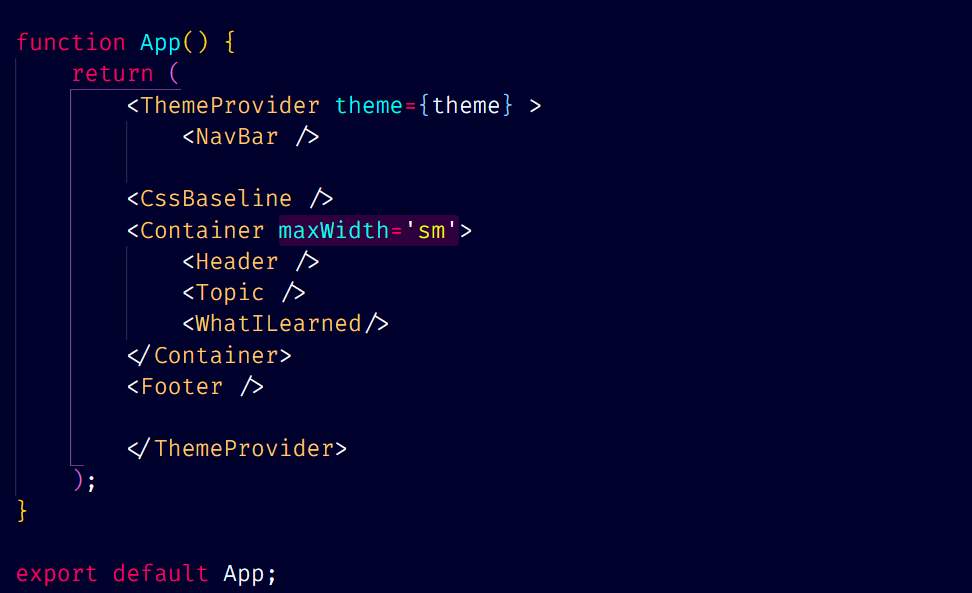 function App() {
    return (
        <ThemeProvider theme={theme} >
            <NavBar />

        <CssBaseline />
        <Container maxWidth='sm'>
            <Header />
            <Topic />
            <WhatILearned/>
        </Container>
        <Footer />

        </ThemeProvider>
    );
}

export default App;